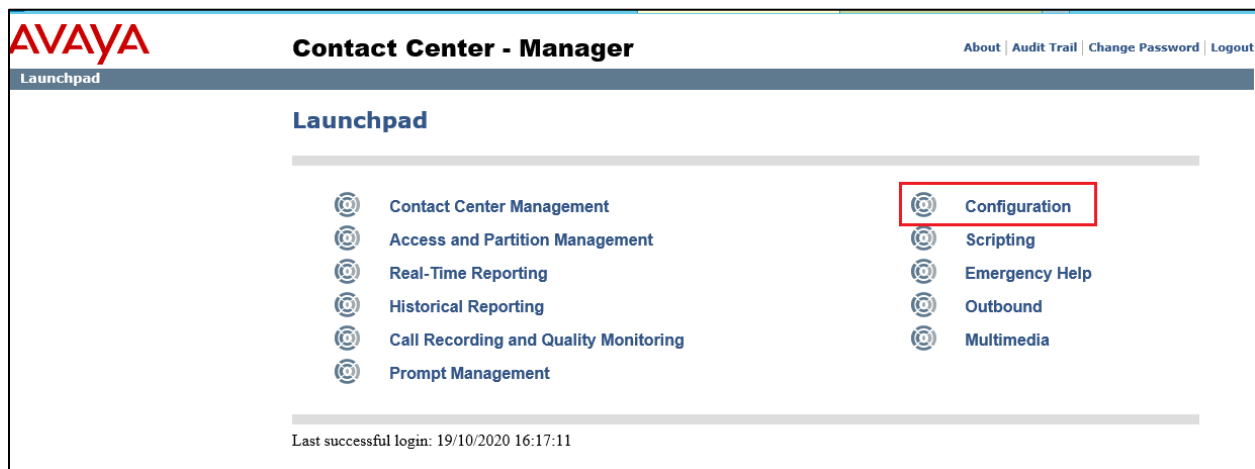 AVAYA
Contact Center - Manager
About | Audit Trail | Change Password | Logout
Launchpad
Launchpad
Contact Center Management
Configuration
Access and Partition Management
Scripting
Real-Time Reporting
Emergency Help
Historical Reporting
Outbound
Call Recording and Quality Monitoring
Multimedia
Prompt Management
Last successful login: 19/10/2020 16:17:11